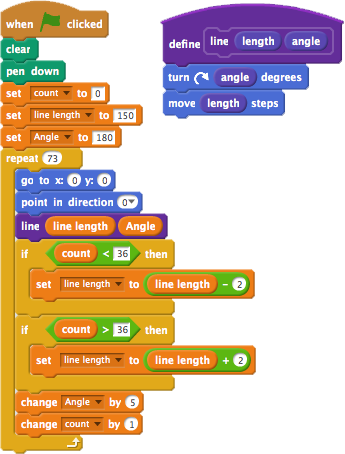 when clicked
clear
pen down
set count to 0
set line length to 150
set Angle to 180
repeat 73
go to x: 0 y: 0
point in direction 0
line line length Angle
if count < 36 then
set line length to line length - 2
if count > 36 then
set line length to line length + 2
change Angle by 5
change count by 1
define line length angle
turn angle degrees
move length steps